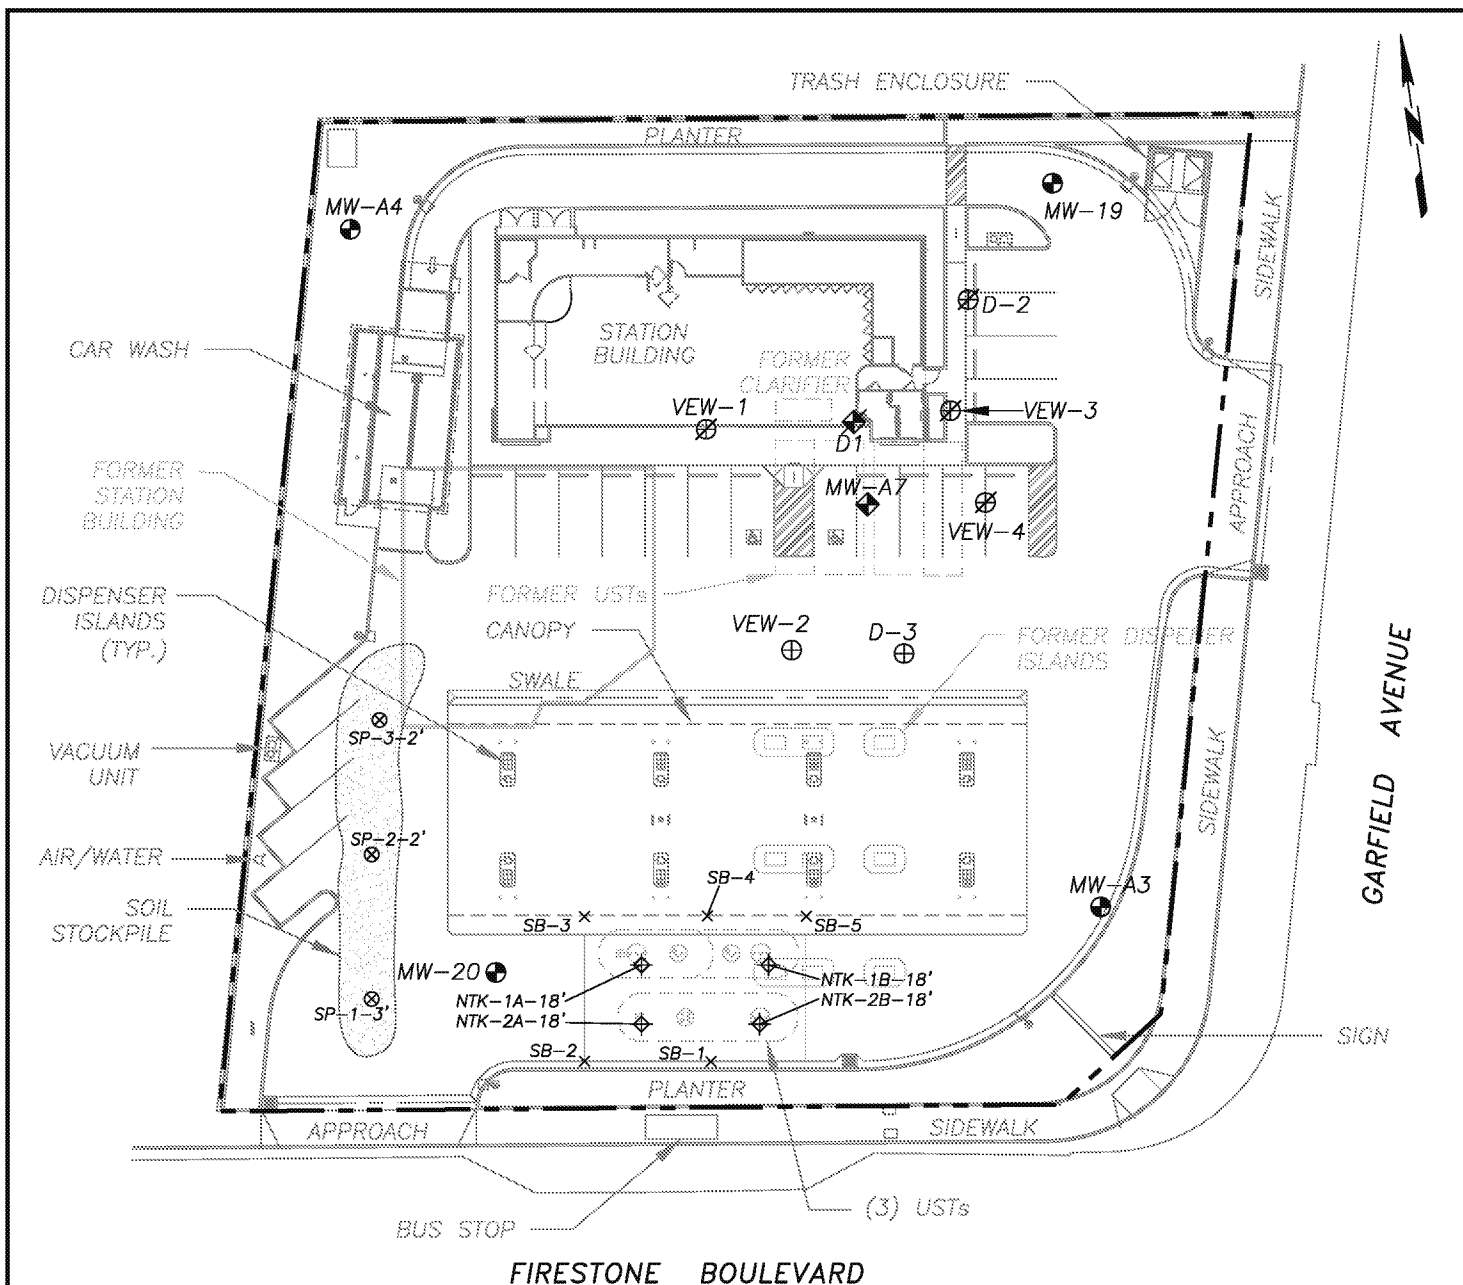 TRASH ENCLOSURE
PLANTER
MW-A4
MW-19
SIDEWALK
D-2
CAR WASH
STATION
BUILDING
FORMER
CLARIFIER
VEW-1
VEW-3
D1
FORMER
STATION
BUILDING
MW-A7
VEW-4
APPROACH
DISPENSER
ISLANDS
(TYP.)
FORMER USTs
CANOPY
VEW-2
D-3
FORMER DISPENER
ISLANDS
SWALE
GARFIELD AVENUE
SP-3-2'
VACUUM
UNIT
SIDEWALK
SP-2-2'
AIR/WATER
SB-4
MW-A3
SOIL
STOCKPILE
SB-3
SB-5
MW-20
NTK-1A-18'
NTK-1B-18'
NTK-2A-18'
NTK-2B-18'
SP-1-3'
SIGN
SB-2
SB-1
PLANTER
APPROACH
SIDEWALK
(3) USTs
BUS STOP
FIRESTONE BOULEVARD